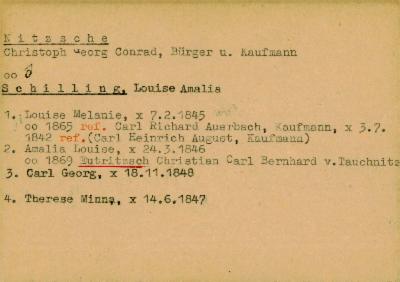 N i t z s c h e
Christoph Georg Conrad, Bürger u. Kaufmann
oo
S c h i l l i n g, Louise Amalia
1. Louise Melanie, x 7.2.1845
oo 1865 ref. Carl Richard Auerbach, Kaufmann, x 3.7.
1842 ref.(Carl Heinrich August, Kaufmann)
2. Amalia Louise, x 24.3.1846
oo 1869 Eutritzsch Christian Carl Bernhard v.Tauchnitz
3. Carl Georg, x 18.11.1848
4. Therese Minna, x 14.6.1847